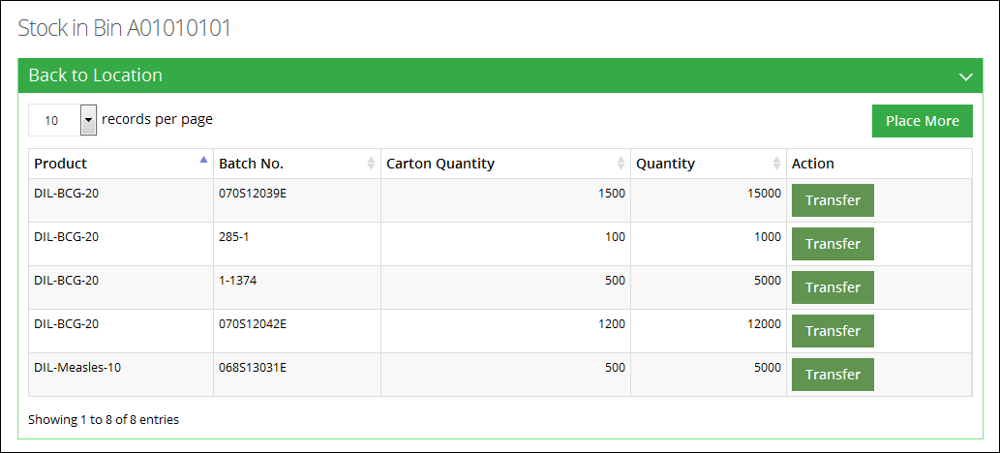 Stock in Bin A01010101
Back to Location
10 records per page Place More
Product Batch No. Carton Quantity Quantity Action
DIL-BCG-20 070S12039E 1500 15000 Transfer
DIL-BCG-20 285-1 100 1000 Transfer
DIL-BCG-20 1-1374 500 5000 Transfer
DIL-BCG-20 070S12042E 1200 12000 Transfer
DIL-Measles-10 068S13031E 500 5000 Transfer
Showing 1 to 8 of 8 entries